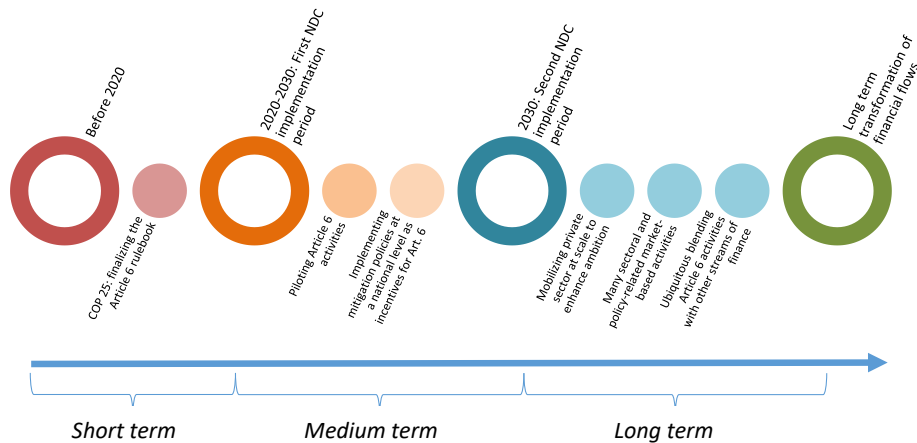 Before 2020
COP 25: finalizing the
Article 6 rulebook
2020-2030: First NDC
implementation
period
Piloting Article 6
activities
Implementing
mitigation policies at
a national level as
incentives for Art. 6
2030: Second NDC
implementation
period
Mobilizing private
sector at scale to
enhance ambition
Many sectoral and
policy-related market-
based activities
Ubiquitous blending
Article 6 activities
with other streams of
finance
Long term
transformation of
financial flows
Short term
Medium term
Long term